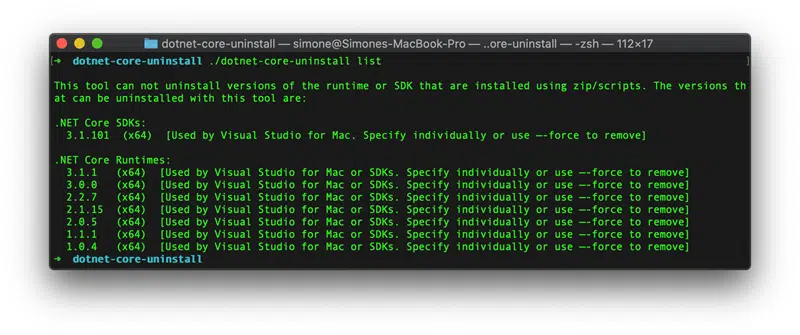 dotnet-core-uninstall — simone@Simones-MacBook-Pro — ..ore-uninstall — -zsh — 112×17
[➜  dotnet-core-uninstall ./dotnet-core-uninstall list ]
This tool can not uninstall versions of the runtime or SDK that are installed using zip/scripts. The versions th
at can be uninstalled with this tool are:
.NET Core SDKs:
3.1.101  (x64)  [Used by Visual Studio for Mac. Specify individually or use —-force to remove]
.NET Core Runtimes:
3.1.1   (x64)  [Used by Visual Studio for Mac or SDKs. Specify individually or use —-force to remove]
3.0.0   (x64)  [Used by Visual Studio for Mac or SDKs. Specify individually or use —-force to remove]
2.2.7   (x64)  [Used by Visual Studio for Mac or SDKs. Specify individually or use —-force to remove]
2.1.15  (x64)  [Used by Visual Studio for Mac or SDKs. Specify individually or use —-force to remove]
2.0.5   (x64)  [Used by Visual Studio for Mac or SDKs. Specify individually or use —-force to remove]
1.1.1   (x64)  [Used by Visual Studio for Mac or SDKs. Specify individually or use —-force to remove]
1.0.4   (x64)  [Used by Visual Studio for Mac or SDKs. Specify individually or use —-force to remove]
➜  dotnet-core-uninstall